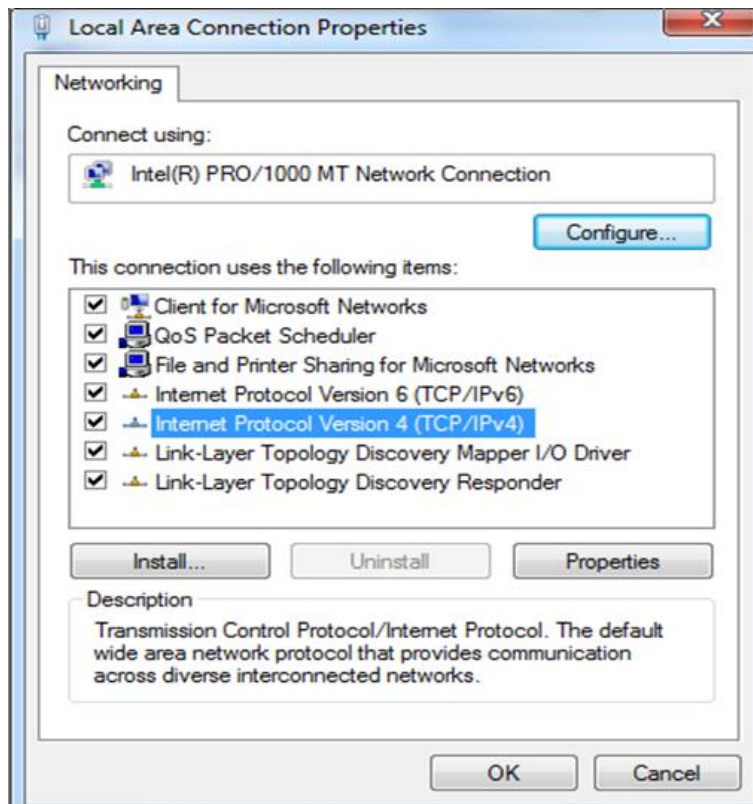 Local Area Connection Properties
Networking
Connect using:
Intel(R) PRO/1000 MT Network Connection
Configure...
This connection uses the following items:
Client for Microsoft Networks
QoS Packet Scheduler
File and Printer Sharing for Microsoft Networks
Internet Protocol Version 6 (TCP/IPv6)
Internet Protocol Version 4 (TCP/IPv4)
Link-Layer Topology Discovery Mapper I/O Driver
Link-Layer Topology Discovery Responder
Install... Uninstall Properties
Description
Transmission Control Protocol/Internet Protocol. The default
wide area network protocol that provides communication
across diverse interconnected networks.
OK Cancel